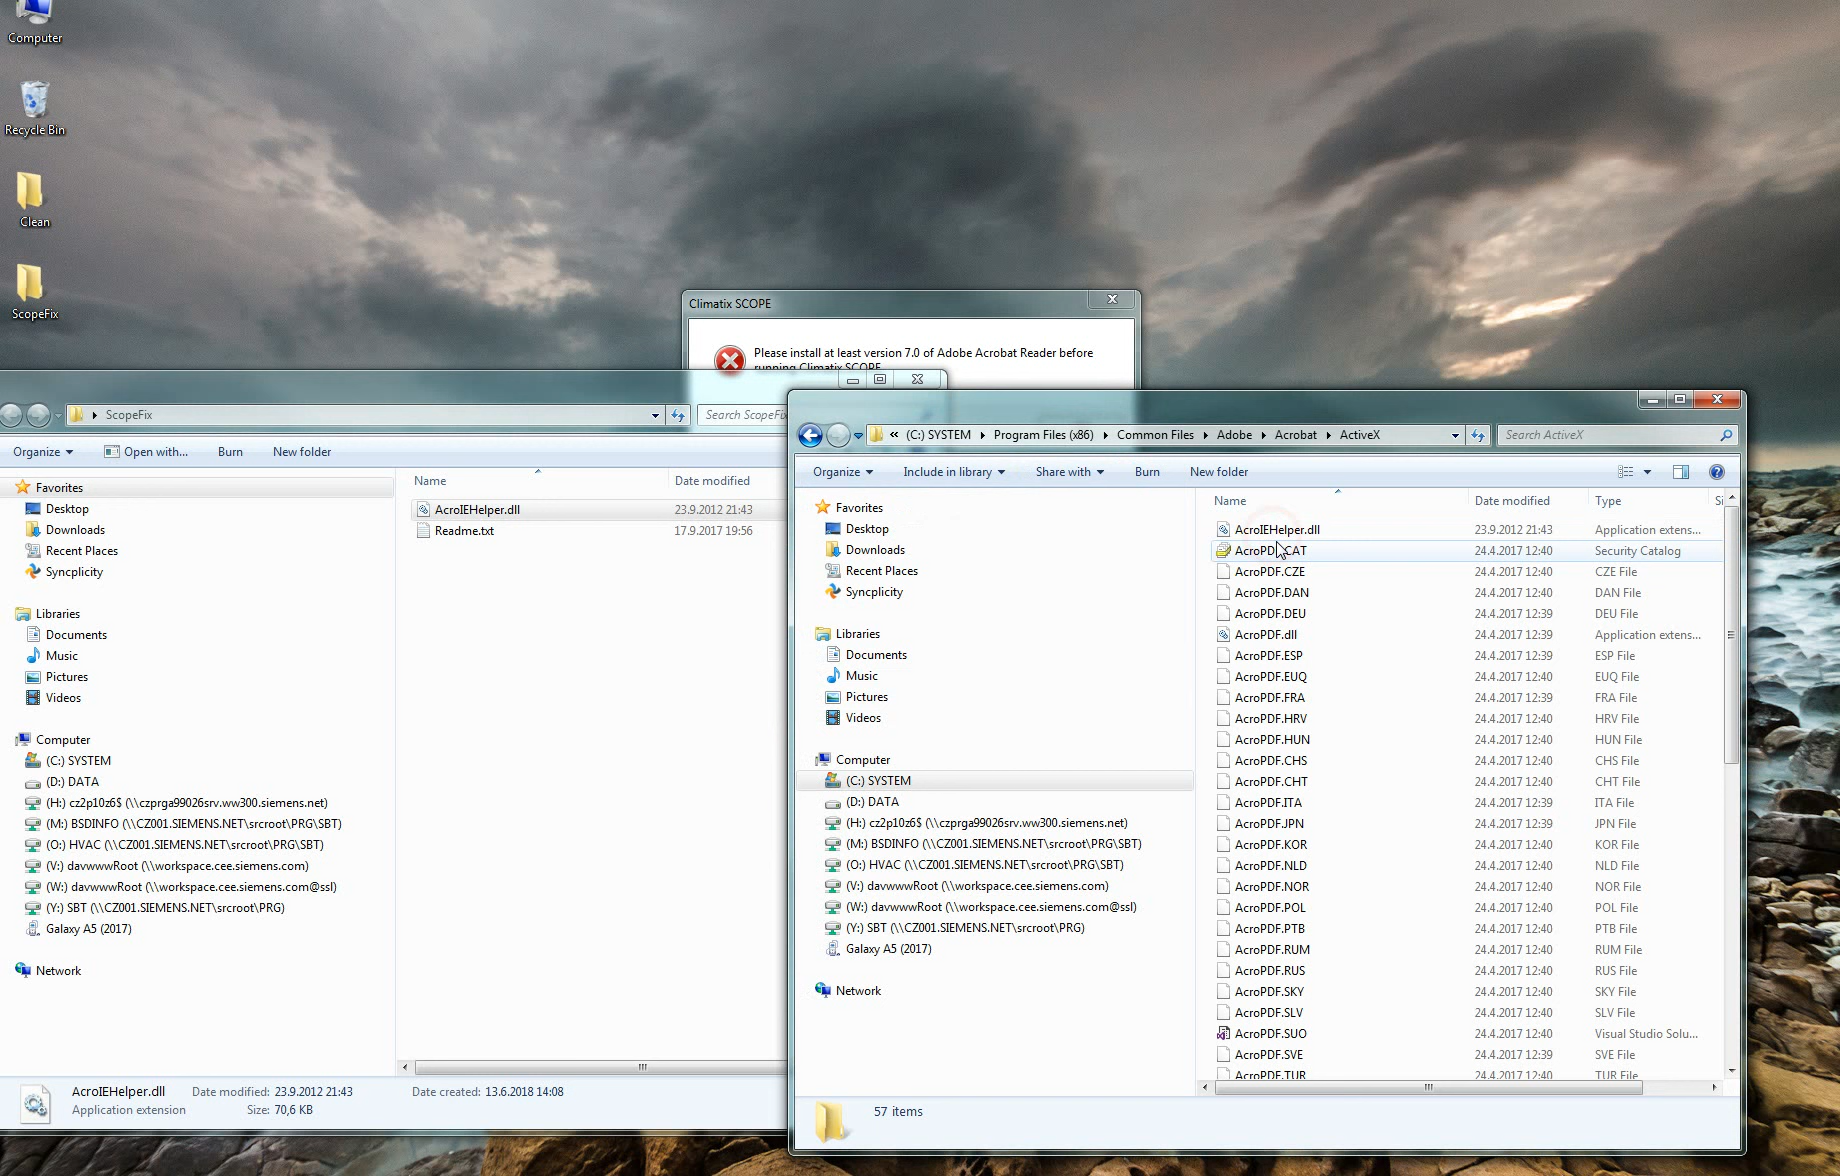 Computer
Recycle Bin
Clean
ScopeFix
Climatix SCOPE
Please install at least version 7.0 of Adobe Acrobat Reader before
running Climatix SCOPE
ScopeFix
Search ScopeFix
Organize
Open with...
Burn
New folder
Favorites
Desktop
Downloads
Recent Places
Syncplicity
Libraries
Documents
Music
Pictures
Videos
Computer
(C:) SYSTEM
(D:) DATA
(H:) cz2p10z6$ (\\czprga99026srv.ww300.siemens.net)
(M:) BSDINFO (\\CZ001.SIEMENS.NET\srcroot\PRG\SBT)
(O:) HVAC (\\CZ001.SIEMENS.NET\srcroot\PRG\SBT)
(V:) davwwwRoot (\\workspace.cee.siemens.com)
(W:) davwwwRoot (\\workspace.cee.siemens.com@ssl)
(Y:) SBT (\\CZ001.SIEMENS.NET\srcroot\PRG)
Galaxy A5 (2017)
Network
Name Date modified
AcroIEHelper.dll 23.9.2012 21:43
Readme.txt 17.9.2017 19:56
AcroIEHelper.dll Date modified: 23.9.2012 21:43 Date created: 13.6.2018 14:08
Application extension Size: 70,6 KB
« (C:) SYSTEM Program Files (x86) Common Files Adobe Acrobat ActiveX
Search ActiveX
Organize Include in library Share with Burn New folder
Favorites
Desktop
Downloads
Recent Places
Syncplicity
Libraries
Documents
Music
Pictures
Videos
Computer
(C:) SYSTEM
(D:) DATA
(H:) cz2p10z6$ (\\czprga99026srv.ww300.siemens.net)
(M:) BSDINFO (\\CZ001.SIEMENS.NET\srcroot\PRG\SBT)
(O:) HVAC (\\CZ001.SIEMENS.NET\srcroot\PRG\SBT)
(V:) davwwwRoot (\\workspace.cee.siemens.com)
(W:) davwwwRoot (\\workspace.cee.siemens.com@ssl)
(Y:) SBT (\\CZ001.SIEMENS.NET\srcroot\PRG)
Galaxy A5 (2017)
Network
Name Date modified Type Si
AcroIEHelper.dll 23.9.2012 21:43 Application extens...
AcroPDF.CAT 24.4.2017 12:40 Security Catalog
AcroPDF.CZE 24.4.2017 12:40 CZE File
AcroPDF.DAN 24.4.2017 12:40 DAN File
AcroPDF.DEU 24.4.2017 12:39 DEU File
AcroPDF.dll 24.4.2017 12:39 Application extens...
AcroPDF.ESP 24.4.2017 12:39 ESP File
AcroPDF.EUQ 24.4.2017 12:40 EUQ File
AcroPDF.FRA 24.4.2017 12:39 FRA File
AcroPDF.HRV 24.4.2017 12:40 HRV File
AcroPDF.HUN 24.4.2017 12:40 HUN File
AcroPDF.CHS 24.4.2017 12:40 CHS File
AcroPDF.CHT 24.4.2017 12:40 CHT File
AcroPDF.ITA 24.4.2017 12:39 ITA File
AcroPDF.JPN 24.4.2017 12:39 JPN File
AcroPDF.KOR 24.4.2017 12:40 KOR File
AcroPDF.NLD 24.4.2017 12:40 NLD File
AcroPDF.NOR 24.4.2017 12:40 NOR File
AcroPDF.POL 24.4.2017 12:40 POL File
AcroPDF.PTB 24.4.2017 12:40 PTB File
AcroPDF.RUM 24.4.2017 12:40 RUM File
AcroPDF.RUS 24.4.2017 12:40 RUS File
AcroPDF.SKY 24.4.2017 12:40 SKY File
AcroPDF.SLV 24.4.2017 12:40 SLV File
AcroPDF.SUO 24.4.2017 12:40 Visual Studio Solu...
AcroPDF.SVE 24.4.2017 12:39 SVE File
AcroPDF.TUR 24.4.2017 12:40 TUR File
57 items